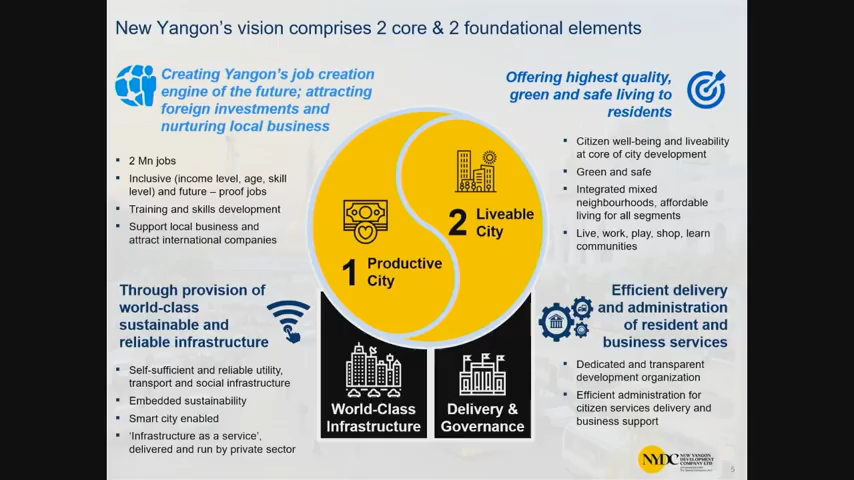 New Yangon's vision comprises 2 core & 2 foundational elements
Creating Yangon's job creation
engine of the future; attracting
foreign investments and
nurturing local business
▪ 2 Mn jobs
▪ Inclusive (income level, age, skill
level) and future – proof jobs
▪ Training and skills development
▪ Support local business and
attract international companies
Offering highest quality,
green and safe living to
residents
▪ Citizen well-being and liveability
at core of city development
▪ Green and safe
▪ Integrated mixed
neighbourhoods, affordable
living for all segments
▪ Live, work, play, shop, learn
communities
1 Productive
City
2 Liveable
City
Through provision of
world-class
sustainable and
reliable infrastructure
▪ Self-sufficient and reliable utility,
transport and social infrastructure
▪ Embedded sustainability
▪ Smart city enabled
▪ 'Infrastructure as a service',
delivered and run by private sector
World-Class
Infrastructure
Delivery &
Governance
Efficient delivery
and administration
of resident and
business services
▪ Dedicated and transparent
development organization
▪ Efficient administration for
citizen services delivery and
business support
NYDC
NEW YANGON
DEVELOPMENT
COMPANY LTD
5